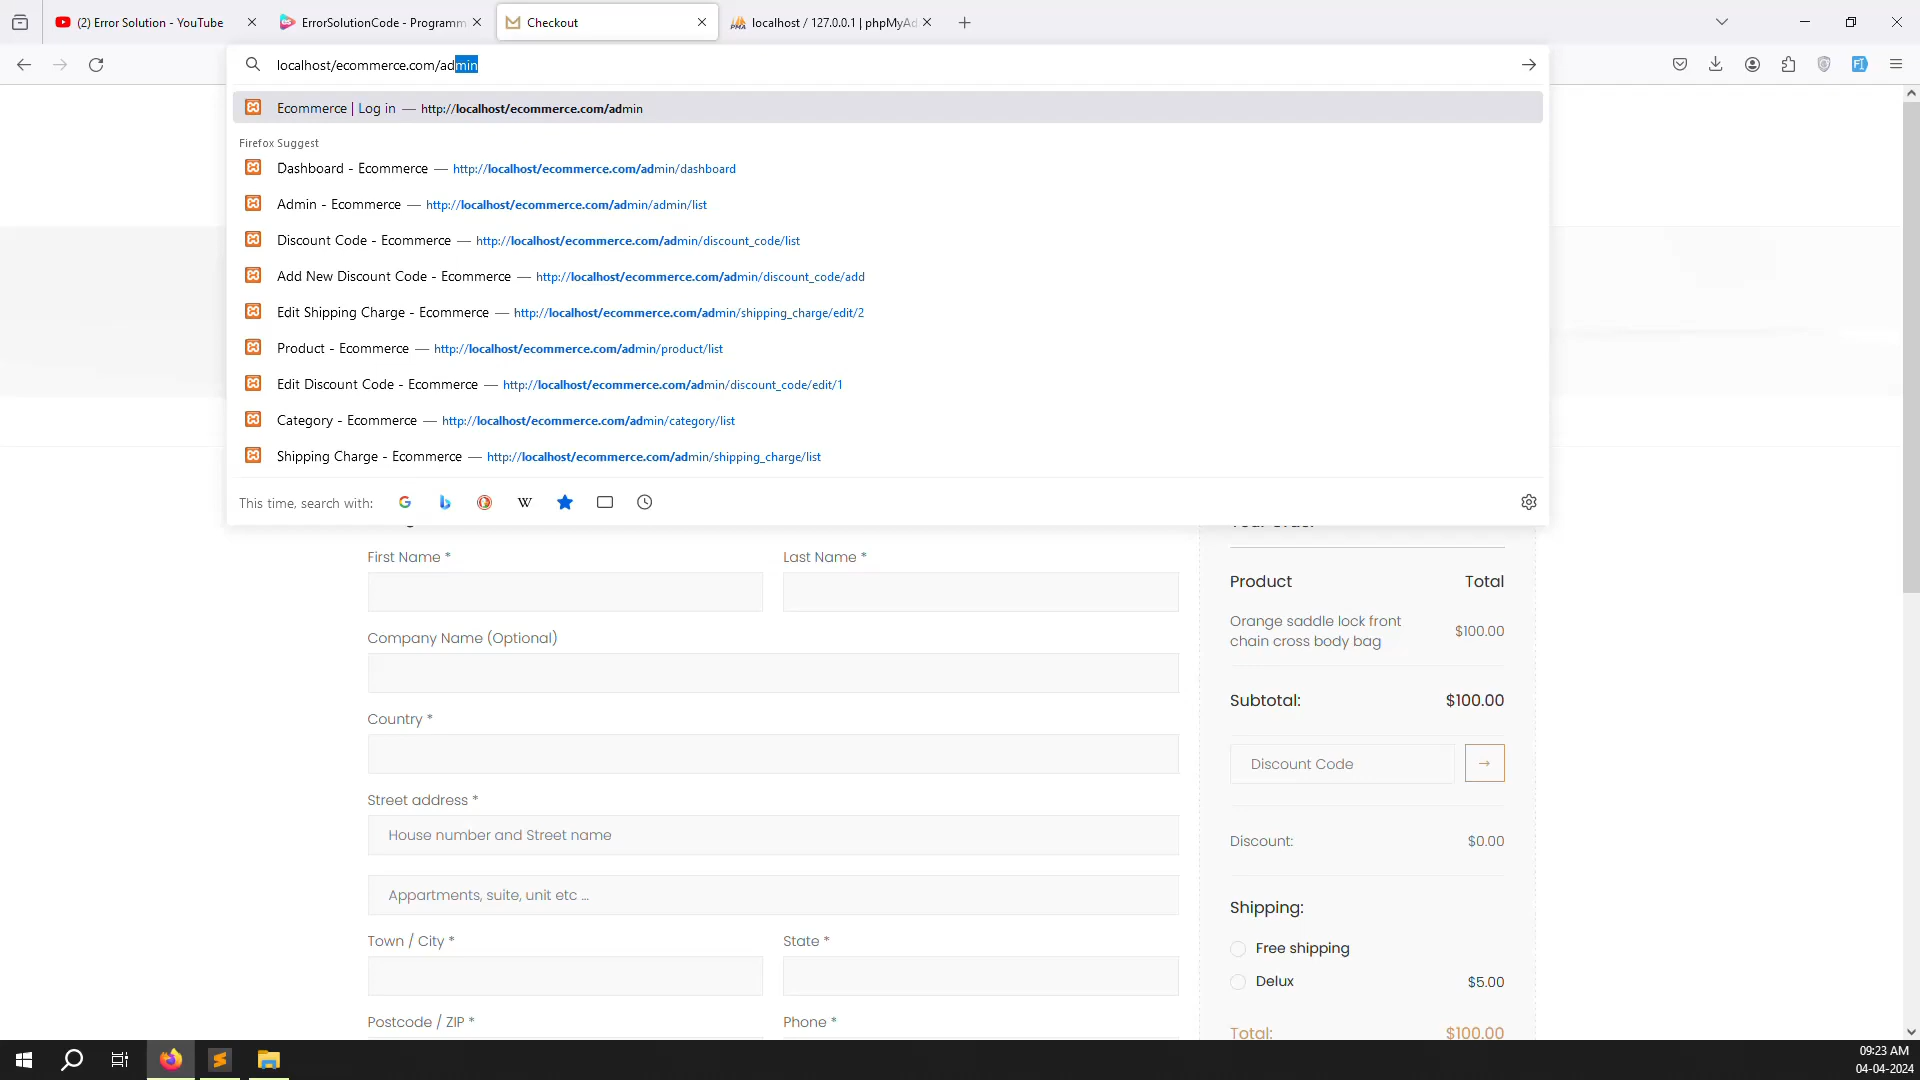 (2) Error Solution - YouTube
ErrorSolutionCode - Programm
Checkout
localhost / 127.0.0.1 | phpMyAd
localhost/ecommerce.com/admin
Ecommerce | Log in — http://localhost/ecommerce.com/admin
Firefox Suggest
Dashboard - Ecommerce — http://localhost/ecommerce.com/admin/dashboard
Admin - Ecommerce — http://localhost/ecommerce.com/admin/admin/list
Discount Code - Ecommerce — http://localhost/ecommerce.com/admin/discount_code/list
Add New Discount Code - Ecommerce — http://localhost/ecommerce.com/admin/discount_code/add
Edit Shipping Charge - Ecommerce — http://localhost/ecommerce.com/admin/shipping_charge/edit/2
Product - Ecommerce — http://localhost/ecommerce.com/admin/product/list
Edit Discount Code - Ecommerce — http://localhost/ecommerce.com/admin/discount_code/edit/1
Category - Ecommerce — http://localhost/ecommerce.com/admin/category/list
Shipping Charge - Ecommerce — http://localhost/ecommerce.com/admin/shipping_charge/list
This time, search with:
First Name *
Last Name *
Company Name (Optional)
Country *
Street address *
House number and Street name
Appartments, suite, unit etc ...
Town / City *
State *
Postcode / ZIP *
Phone *
Product Total
Orange saddle lock front
chain cross body bag
$100.00
Subtotal: $100.00
Discount Code
→
Discount: $0.00
Shipping:
Free shipping
Delux $5.00
Total: $100.00
09:23 AM
04-04-2024